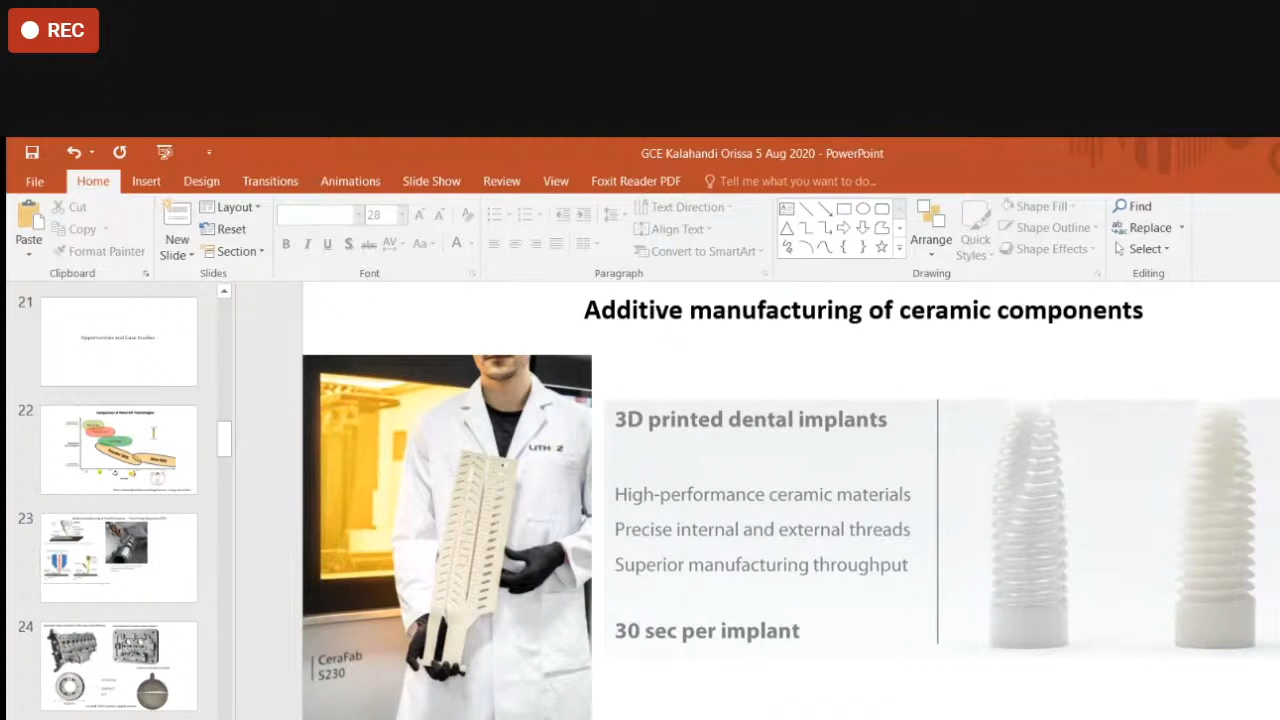 REC
GCE Kalahandi Orissa 5 Aug 2020 - PowerPoint
File Home Insert Design Transitions Animations Slide Show Review View Foxit Reader PDF Tell me what you want to do...
Paste
Cut
Copy
Format Painter
Clipboard
New
Slide
Layout
Reset
Section
Slides
28
Font
Text Direction
Align Text
Convert to SmartArt
Paragraph
Arrange
Quick
Styles
Shape Fill
Shape Outline
Shape Effects
Drawing
Find
Replace
Select
Editing
21
Opportunities and Case Studies
22
23
24
Additive manufacturing of ceramic components
LITH Z
CeraFab
S230
3D printed dental implants
High-performance ceramic materials
Precise internal and external threads
Superior manufacturing throughput
30 sec per implant